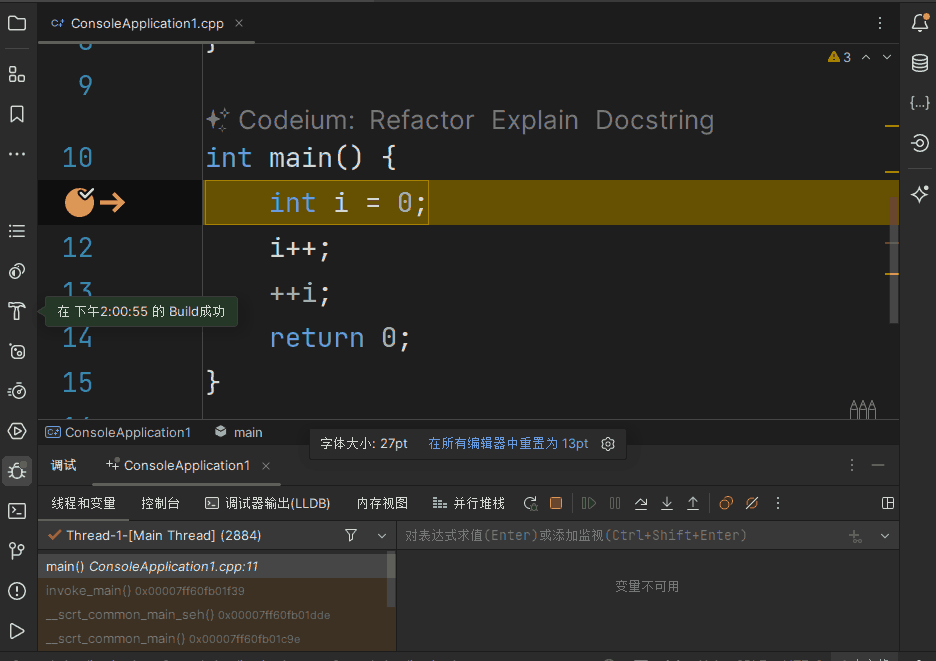 ConsoleApplication1.cpp
3
9
Codeium: Refactor Explain Docstring
10 int main() {
int i = 0;
12 i++;
13 ++i;
在 下午2:00:55 的 Build成功
14 return 0;
15 }
ConsoleApplication1 main
字体大小: 27pt 在所有编辑器中重置为 13pt
调试 ConsoleApplication1
线程和变量 控制台 调试器输出(LLDB) 内存视图 并行堆栈
Thread-1-[Main Thread] (2884) 对表达式求值(Enter)或添加监视(Ctrl+Shift+Enter)
main() ConsoleApplication1.cpp:11
变量不可用
invoke_main() 0x00007ff60fb01f39
__scrt_common_main_seh() 0x00007ff60fb01dde
__scrt_common_main() 0x00007ff60fb01c9e